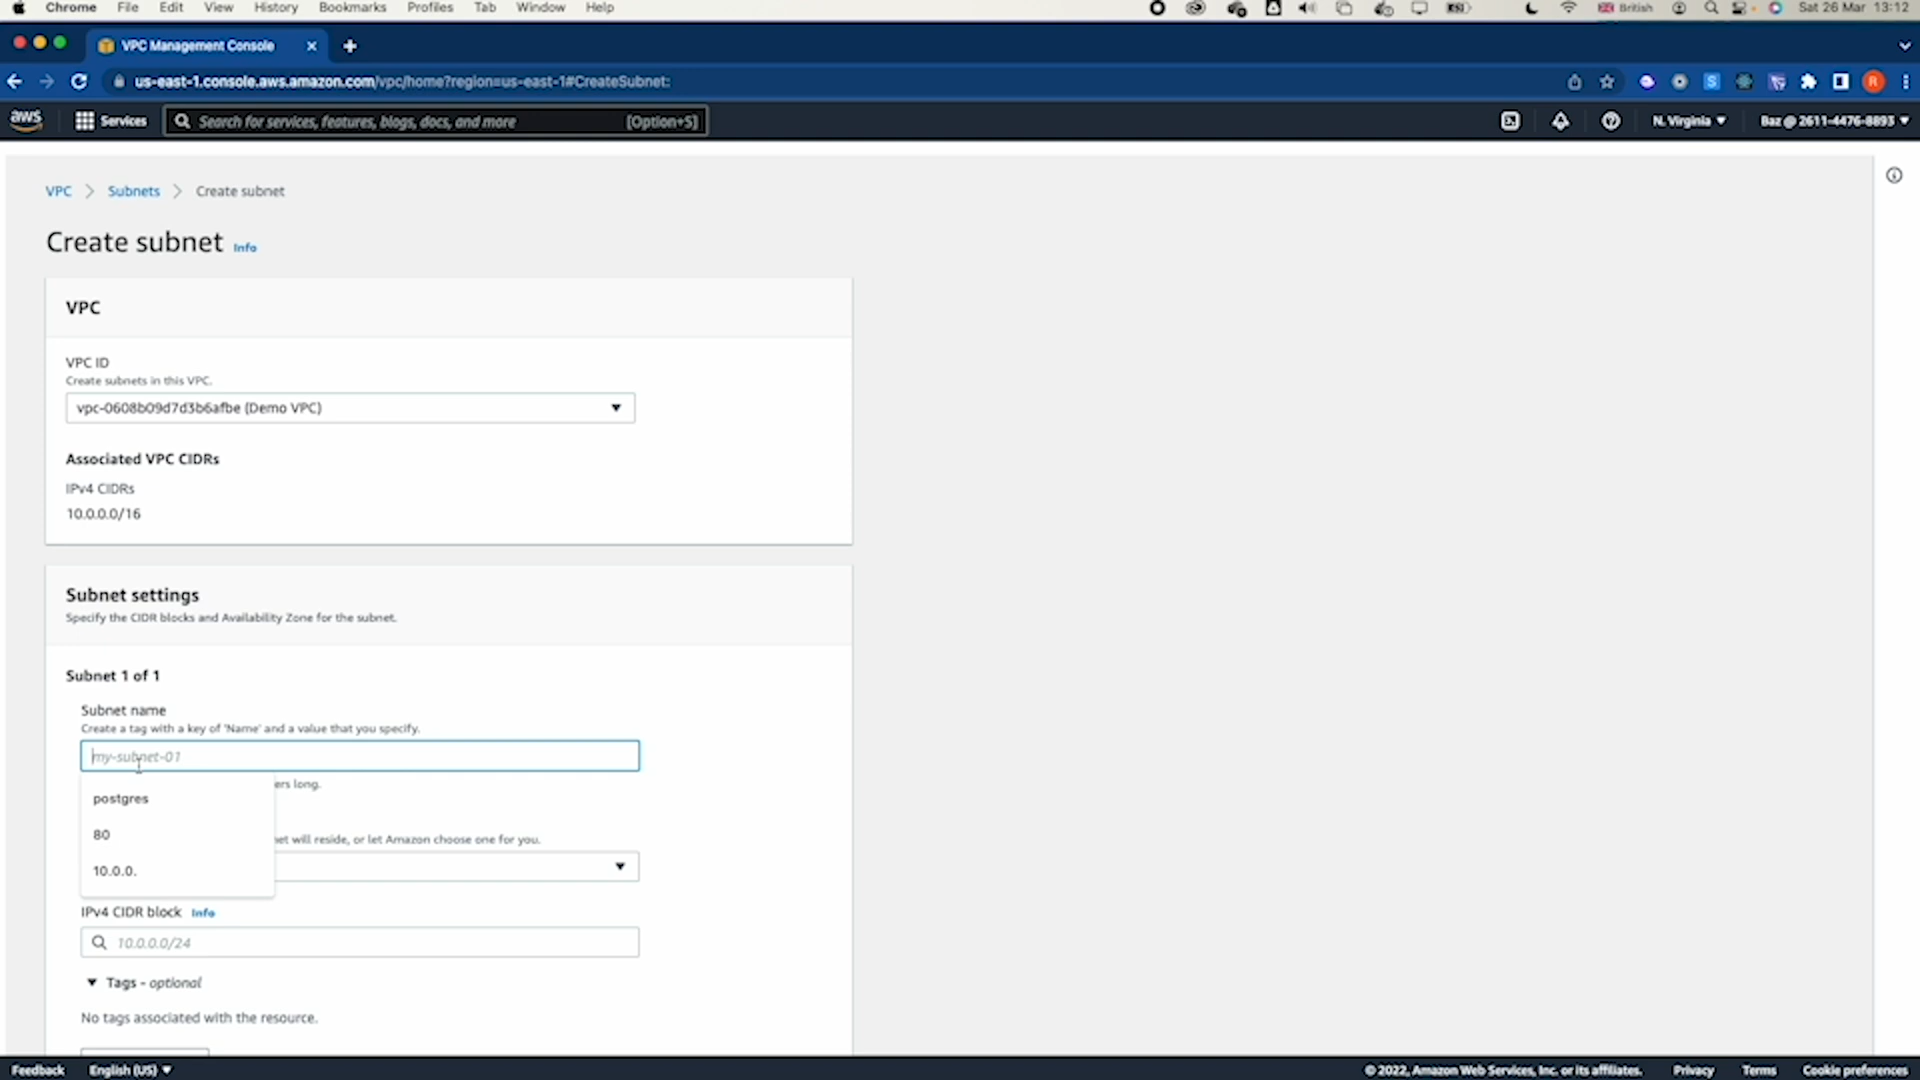 Chrome File Edit View History Bookmarks Profiles Tab Window Help British Sat 26 Mar 13:12
VPC Management Console
us-east-1.console.aws.amazon.com/vpc/home?region=us-east-1#CreateSubnet:
aws Services Search for services, features, blogs, docs, and more [Option+S] N. Virginia ▼ Baz @ 2611-4476-8893 ▼
VPC > Subnets > Create subnet
Create subnet Info
VPC
VPC ID
Create subnets in this VPC.
vpc-0608b09d7d3b6afbe (Demo VPC)
Associated VPC CIDRs
IPv4 CIDRs
10.0.0.0/16
Subnet settings
Specify the CIDR blocks and Availability Zone for the subnet.
Subnet 1 of 1
Subnet name
Create a tag with a key of 'Name' and a value that you specify.
my-subnet-01
ers long.
postgres
80
net will reside, or let Amazon choose one for you.
10.0.0.
IPv4 CIDR block Info
10.0.0.0/24
▼ Tags - optional
No tags associated with the resource.
Feedback English (US) ▼ © 2022, Amazon Web Services, Inc. or its affiliates. Privacy Terms Cookie preferences